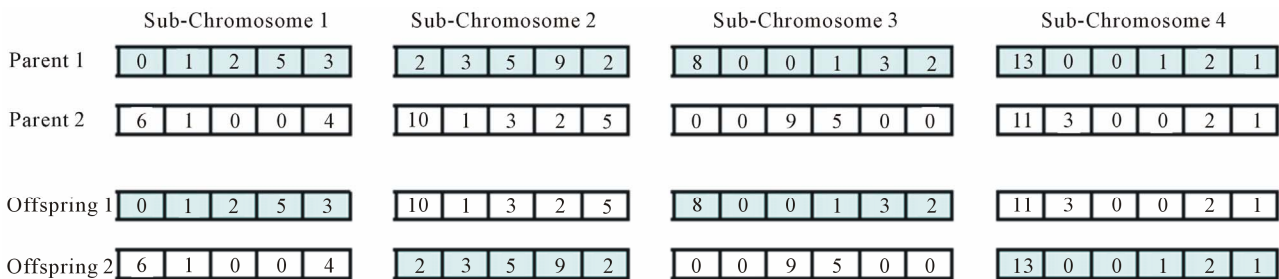 Sub-Chromosome 1 Sub-Chromosome 2 Sub-Chromosome 3 Sub-Chromosome 4
Parent 1 0 1 2 5 3 2 3 5 9 2 8 0 0 1 3 2 13 0 0 1 2 1
Parent 2 6 1 0 0 4 10 1 3 2 5 0 0 9 5 0 0 11 3 0 0 2 1
Offspring 1 0 1 2 5 3 10 1 3 2 5 8 0 0 1 3 2 11 3 0 0 2 1
Offspring 2 6 1 0 0 4 2 3 5 9 2 0 0 9 5 0 0 13 0 0 1 2 1